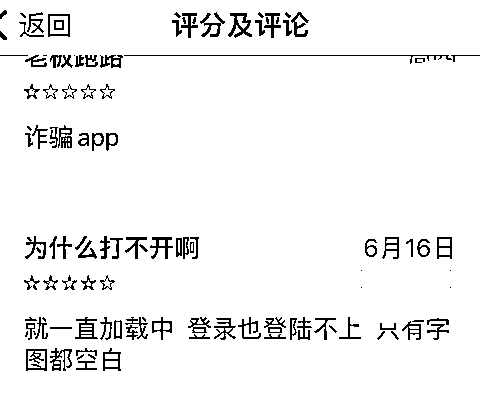 返回
评分及评论
老板跑路
☆☆☆☆☆
诈骗app
为什么打不开啊
6月16日
☆☆☆☆☆
就一直加载中 登录也登陆不上 只有字
图都空白